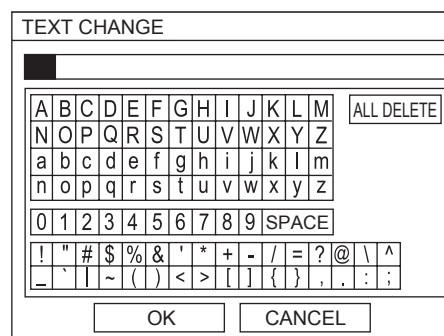 TEXT CHANGE
A B C D E F G H I J K L M ALL DELETE
N O P Q R S T U V W X Y Z
a b c d e f g h i j k l m
n o p q r s t u v w x y z
0 1 2 3 4 5 6 7 8 9 SPACE
! " # $ % & ' * + - / = ? @ \ ^
_ ` | ~ ( ) < > [ ] { } , . : ;
OK CANCEL